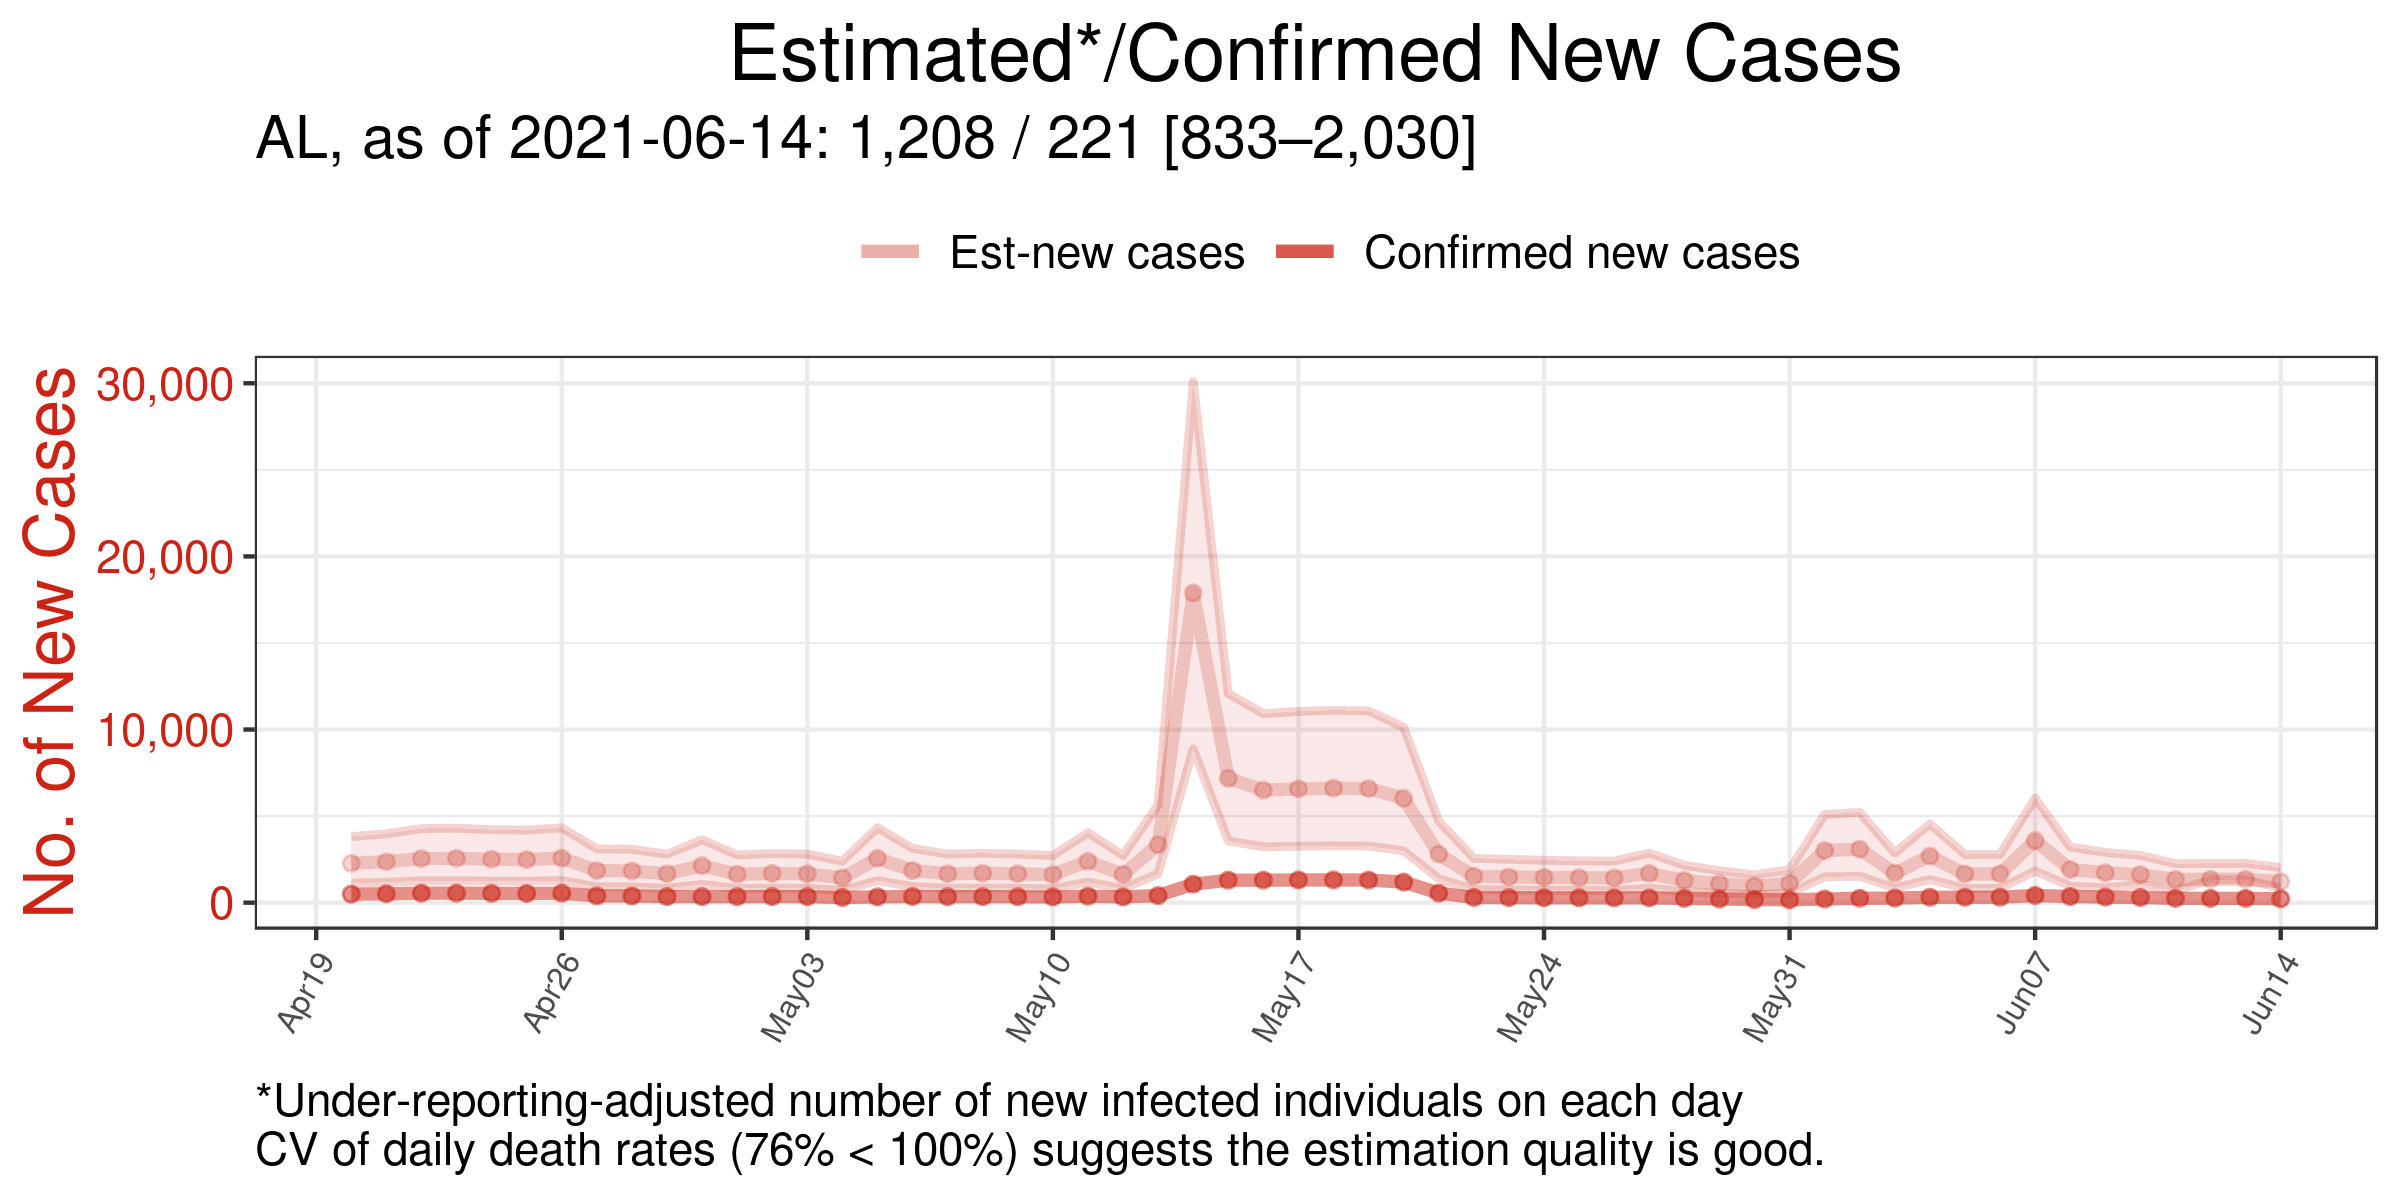 Estimated*/Confirmed New Cases
AL, as of 2021-06-14: 1,208 / 221 [833–2,030]
Est-new cases
Confirmed new cases
No. of New Cases
30,000
20,000
10,000
0
Apr19
Apr26
May03
May10
May17
May24
May31
Jun07
Jun14
*Under-reporting-adjusted number of new infected individuals on each day
CV of daily death rates (76% < 100%) suggests the estimation quality is good.